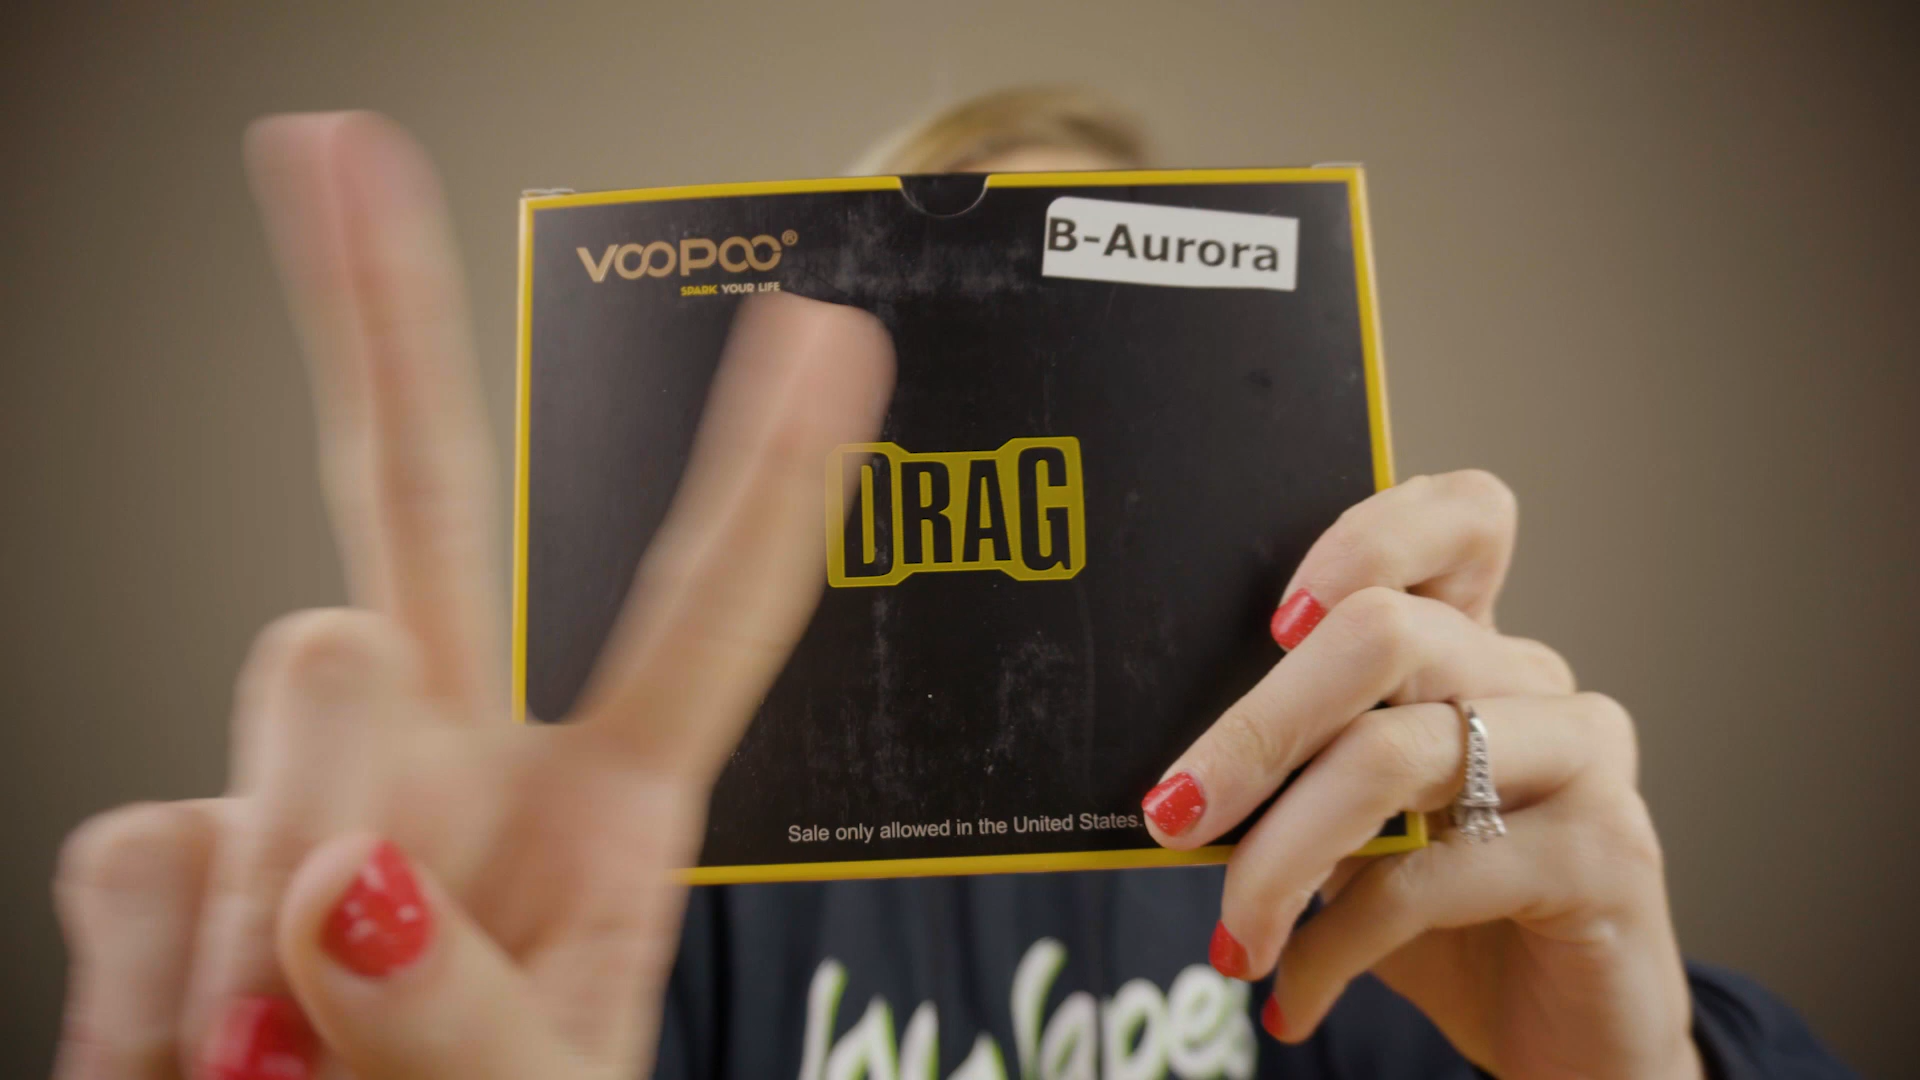 VOOPOO®
SPARK YOUR LIFE
B-Aurora
DRAG
Sale only allowed in the United States.